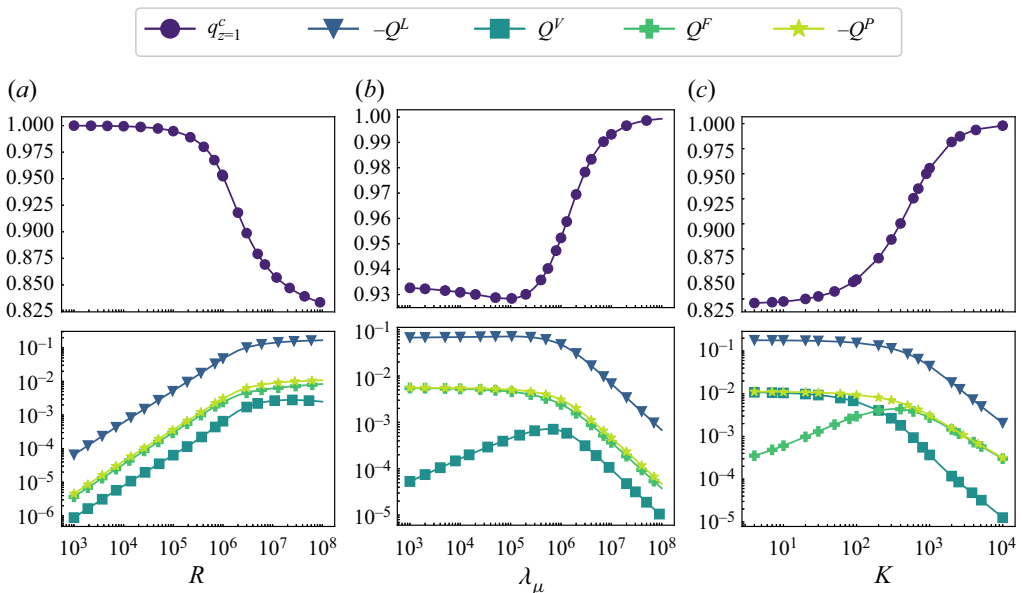 q^c_{z=1} –Q^L Q^V Q^F –Q^P
(a) (b) (c)
1.000 0.975 0.950 0.925 0.900 0.875 0.850 0.825
1.00 0.99 0.98 0.97 0.96 0.95 0.94 0.93
1.000 0.975 0.950 0.925 0.900 0.875 0.850 0.825
10^{-1} 10^{-2} 10^{-3} 10^{-4} 10^{-5} 10^{-6}
10^{-1} 10^{-2} 10^{-3} 10^{-4} 10^{-5}
10^{-1} 10^{-2} 10^{-3} 10^{-4} 10^{-5}
10^3 10^4 10^5 10^6 10^7 10^8
10^3 10^4 10^5 10^6 10^7 10^8
10^1 10^2 10^3 10^4
R λ_μ K